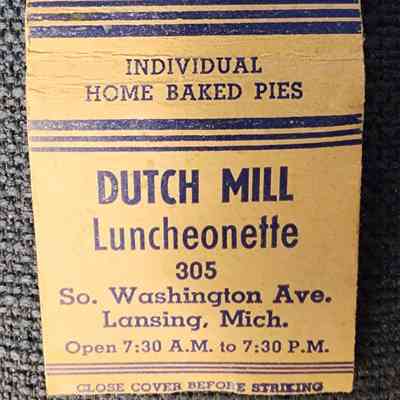 INDIVIDUAL
HOME BAKED PIES
DUTCH MILL
Luncheonette
305
So. Washington Ave.
Lansing, Mich.
Open 7:30 A.M. to 7:30 P.M.
CLOSE COVER BEFORE STRIKING